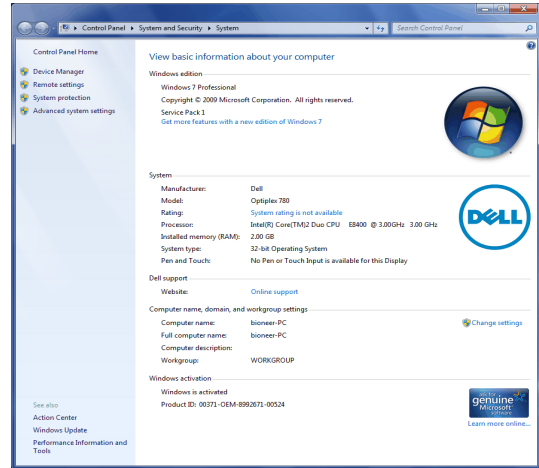 Control Panel ▸ System and Security ▸ System
Search Control Panel
Control Panel Home
Device Manager
Remote settings
System protection
Advanced system settings
View basic information about your computer
Windows edition
Windows 7 Professional
Copyright © 2009 Microsoft Corporation. All rights reserved.
Service Pack 1
Get more features with a new edition of Windows 7
System
Manufacturer: Dell
Model: Optiplex 780
Rating: System rating is not available
Processor: Intel(R) Core(TM)2 Duo CPU E8400 @ 3.00GHz 3.00 GHz
Installed memory (RAM): 2.00 GB
System type: 32-bit Operating System
Pen and Touch: No Pen or Touch Input is available for this Display
DELL
Dell support
Website: Online support
Computer name, domain, and workgroup settings
Computer name: bioneer-PC
Change settings
Full computer name: bioneer-PC
Computer description:
Workgroup: WORKGROUP
Windows activation
Windows is activated
Product ID: 00371-OEM-8992671-00524
genuine
Microsoft
software
Learn more online...
See also
Action Center
Windows Update
Performance Information and
Tools